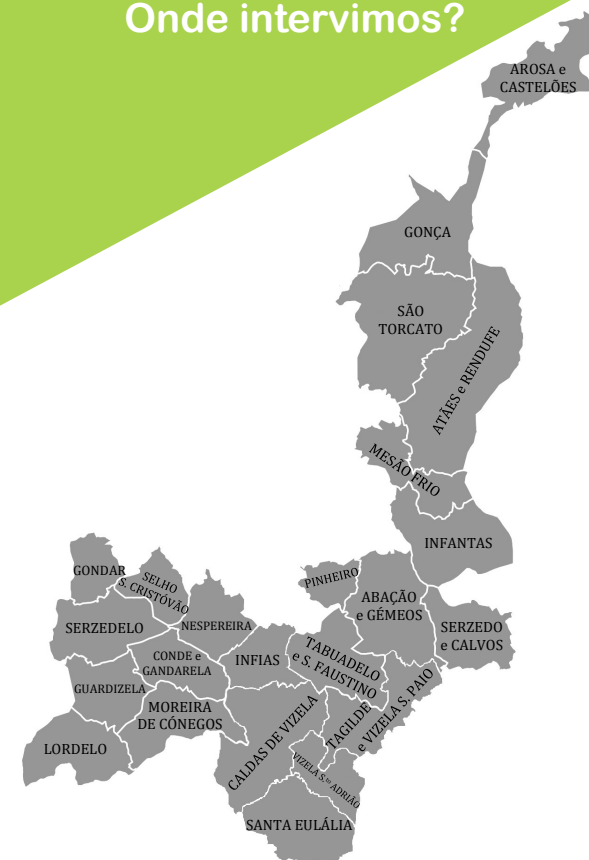 Onde intervimos?
AROSA e
CASTELÕES
GONÇA
SÃO
TORCATO
ATÃES e RENDUFE
MESÃO FRIO
INFANTAS
GONDAR
SELHO
S. CRISTÓVÃO
PINHEIRO
ABAÇÃO
e GÉMEOS
SERZEDELO
NESPEREIRA
SERZEDO
e CALVOS
CONDE e
GANDARELA
INFIAS
TABUADELO
e S. FAUSTINO
GUARDIZELA
MOREIRA
DE CÓNEGOS
CALDAS DE VIZELA
TAGILDE
e VIZELA S. PAIO
LORDELO
VIZELA S.to ADRIÃO
SANTA EULÁLIA